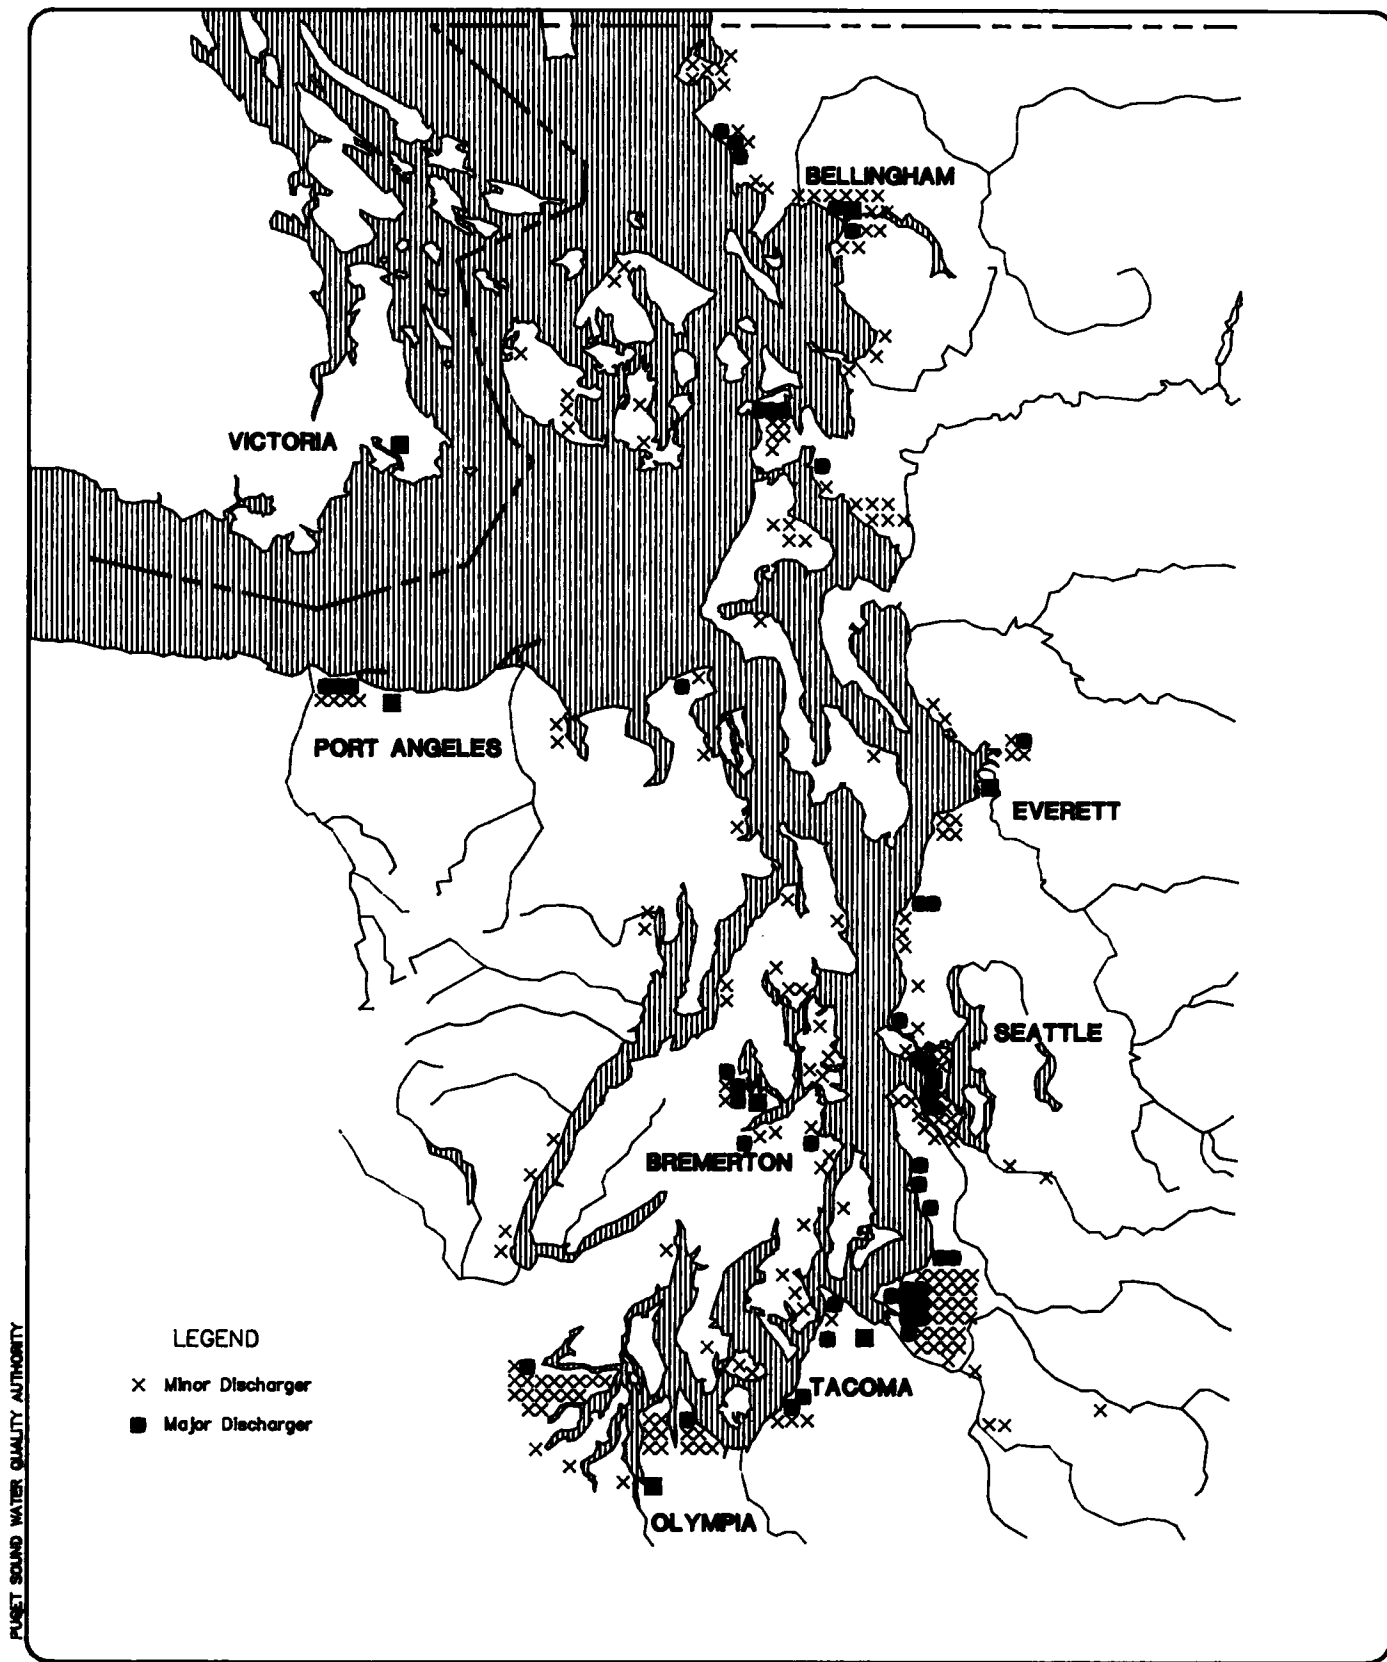 BELLINGHAM
VICTORIA
PORT ANGELES
EVERETT
SEATTLE
BREMERTON
LEGEND
× Minor Discharger
■ Major Discharger
TACOMA
OLYMPIA
PUGET SOUND WATER QUALITY AUTHORITY